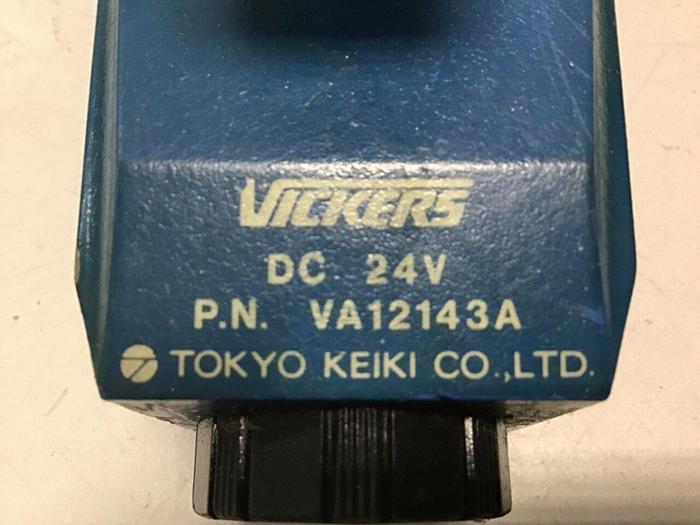 VICKERS
DC 24V
P.N. VA12143A
TOKYO KEIKI CO.,LTD.